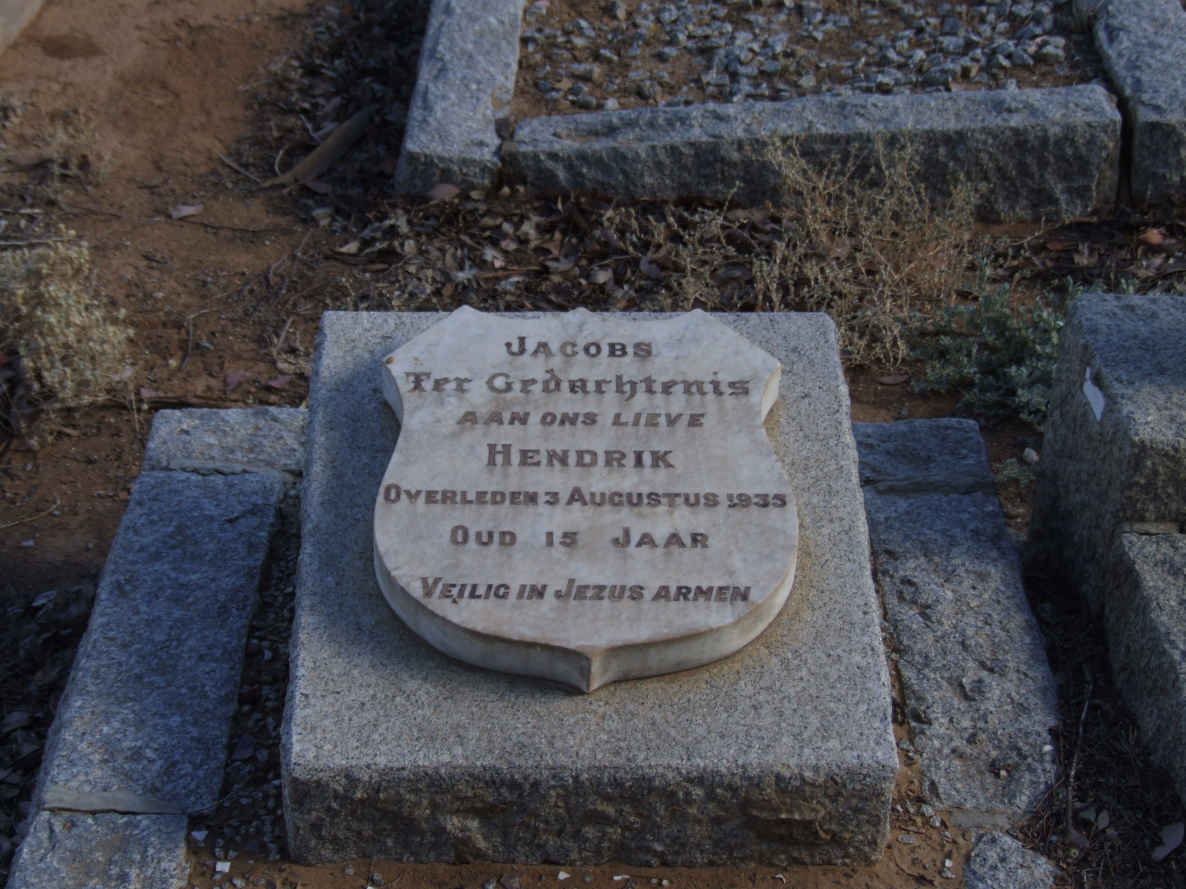 JACOBS
Ter Gedachtenis
AAN ONS LIEVE
HENDRIK
OVERLEDEN 3 AUGUSTUS 1935
OUD 15 JAAR
VEILIG IN JEZUS ARMEN